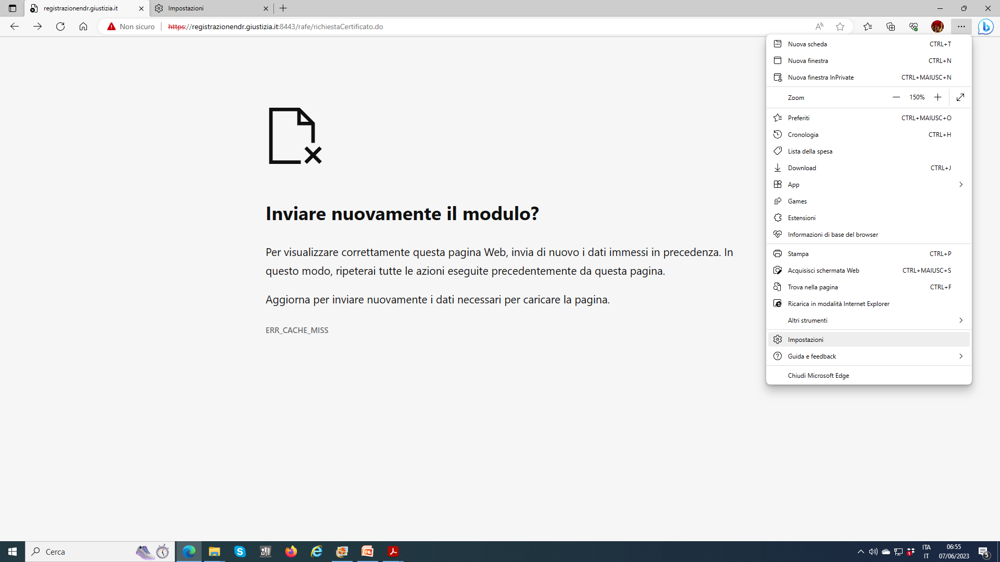 registrazionendr.giustizia.it
Impostazioni
Non sicuro
https://registrazionendr.giustizia.it:8443/rafe/richiestaCertificato.do
Nuova scheda CTRL+T
Nuova finestra CTRL+N
Nuova finestra InPrivate CTRL+MAIUSC+N
Zoom 150%
Preferiti CTRL+MAIUSC+O
Cronologia CTRL+H
Lista della spesa
Download CTRL+J
App
Games
Estensioni
Informazioni di base del browser
Stampa CTRL+P
Acquisisci schermata Web CTRL+MAIUSC+S
Trova nella pagina CTRL+F
Ricarica in modalità Internet Explorer
Altri strumenti
Impostazioni
Guida e feedback
Chiudi Microsoft Edge
Inviare nuovamente il modulo?
Per visualizzare correttamente questa pagina Web, invia di nuovo i dati immessi in precedenza. In
questo modo, ripeterai tutte le azioni eseguite precedentemente da questa pagina.
Aggiorna per inviare nuovamente i dati necessari per caricare la pagina.
ERR_CACHE_MISS
Cerca
ITA
IT
06:55
07/06/2023
5